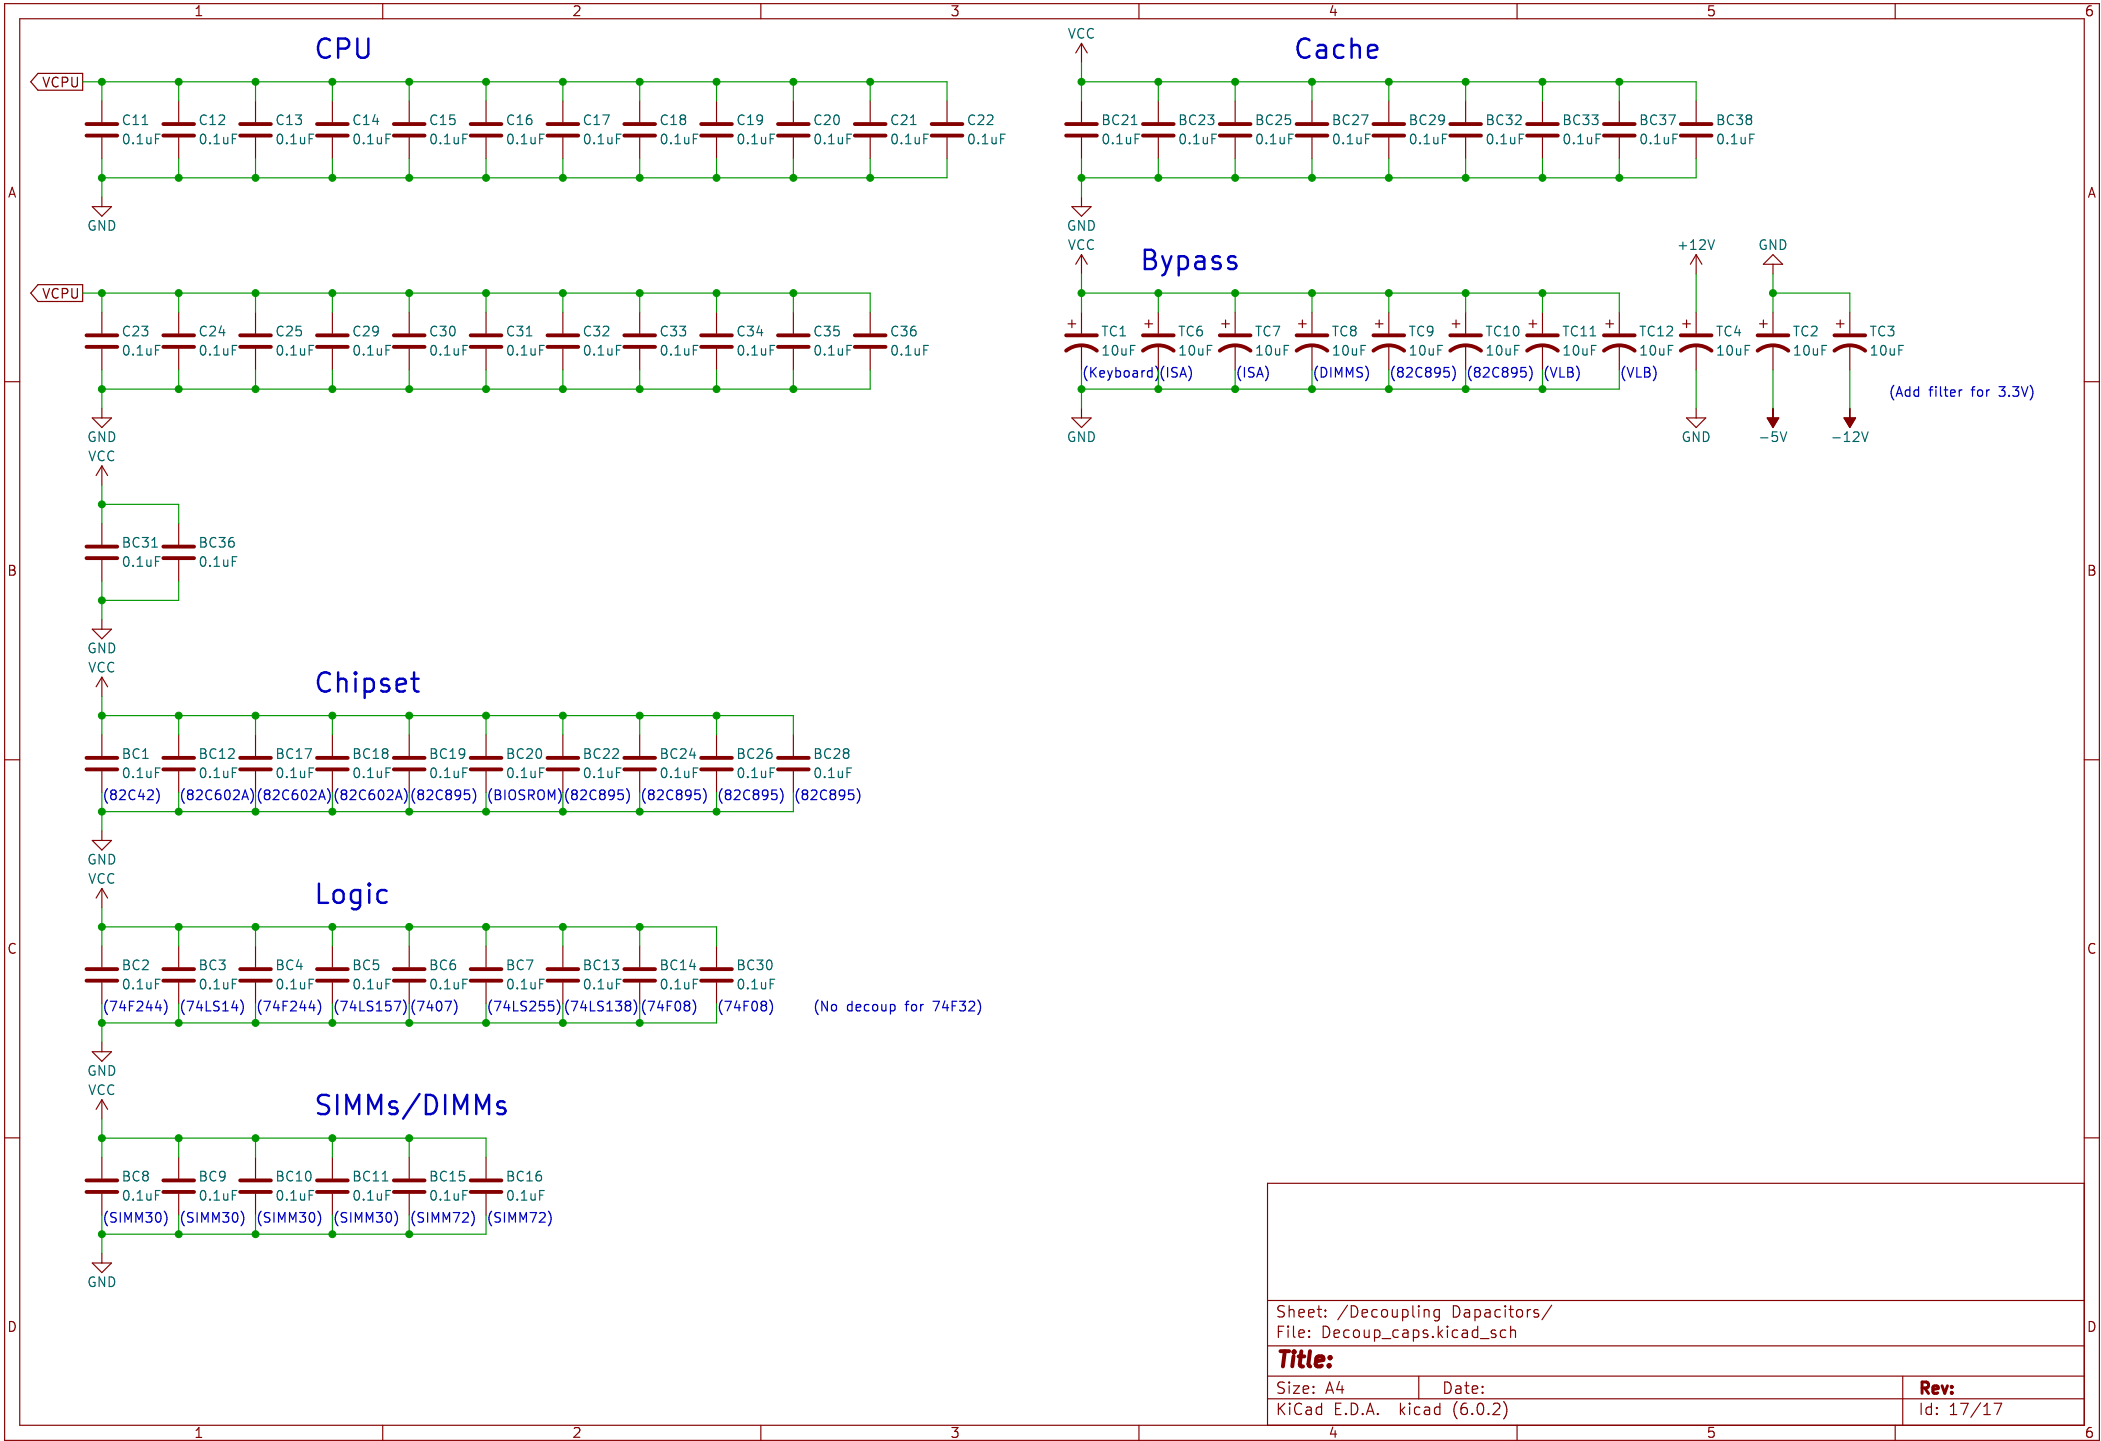 1 2 3 4 5 6
CPU
VCPU
C11 C12 C13 C14 C15 C16 C17 C18 C19 C20 C21 C22
0.1uF 0.1uF 0.1uF 0.1uF 0.1uF 0.1uF 0.1uF 0.1uF 0.1uF 0.1uF 0.1uF 0.1uF
GND
VCC
Cache
BC21 BC23 BC25 BC27 BC29 BC32 BC33 BC37 BC38
0.1uF 0.1uF 0.1uF 0.1uF 0.1uF 0.1uF 0.1uF 0.1uF 0.1uF
GND
A A
VCPU
C23 C24 C25 C29 C30 C31 C32 C33 C34 C35 C36
0.1uF 0.1uF 0.1uF 0.1uF 0.1uF 0.1uF 0.1uF 0.1uF 0.1uF 0.1uF 0.1uF
GND
VCC
Bypass
+12V GND
+ + + + + + + + + + +
TC1 TC6 TC7 TC8 TC9 TC10 TC11 TC12 TC4 TC2 TC3
10uF 10uF 10uF 10uF 10uF 10uF 10uF 10uF 10uF 10uF 10uF
(Keyboard) (ISA) (ISA) (DIMMS) (82C895) (82C895) (VLB) (VLB)
(Add filter for 3.3V)
GND GND -5V -12V
VCC
BC31 BC36
0.1uF 0.1uF
GND
B B
VCC
Chipset
BC1 BC12 BC17 BC18 BC19 BC20 BC22 BC24 BC26 BC28
0.1uF 0.1uF 0.1uF 0.1uF 0.1uF 0.1uF 0.1uF 0.1uF 0.1uF 0.1uF
(82C42) (82C602A) (82C602A) (82C602A) (82C895) (BIOSROM) (82C895) (82C895) (82C895) (82C895)
GND
VCC
Logic
C C
BC2 BC3 BC4 BC5 BC6 BC7 BC13 BC14 BC30
0.1uF 0.1uF 0.1uF 0.1uF 0.1uF 0.1uF 0.1uF 0.1uF 0.1uF
(74F244) (74LS14) (74F244) (74LS157) (7407) (74LS255) (74LS138) (74F08) (74F08) (No decoup for 74F32)
GND
VCC
SIMMs/DIMMs
BC8 BC9 BC10 BC11 BC15 BC16
0.1uF 0.1uF 0.1uF 0.1uF 0.1uF 0.1uF
(SIMM30) (SIMM30) (SIMM30) (SIMM30) (SIMM72) (SIMM72)
GND
D D
Sheet: /Decoupling Dapacitors/
File: Decoup_caps.kicad_sch
Title:
Size: A4 Date: Rev:
KiCad E.D.A. kicad (6.0.2) Id: 17/17
1 2 3 4 5 6